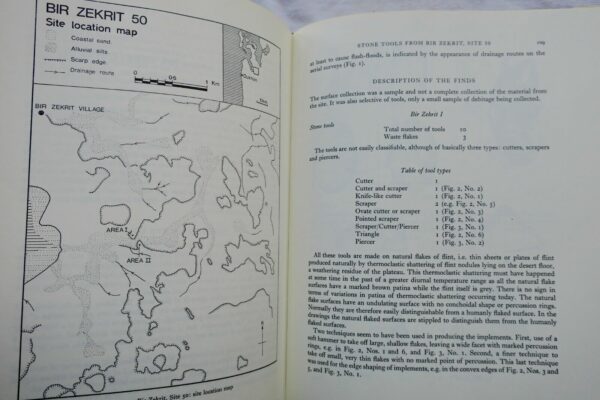 BIR ZEKRIT 50
Site location map
Coastal sand.
Alluvial silts.
Scarp edge.
Drainage route
0 0·5 1 Km
QATAR
BIR ZEKRIT VILLAGE
AREA I
AREA II
Bir Zekrit, Site 50: site location map
STONE TOOLS FROM BIR ZEKRIT, SITE 50
109
at least to cause flash-floods, is indicated by the appearance of drainage routes on the
aerial surveys (Fig. 1).
DESCRIPTION OF THE FINDS
The surface collection was a sample and not a complete collection of the material from
the site. It was also selective of tools, only a small sample of debitage being collected.
Bir Zekrit I
Stone tools
Total number of tools 10
Waste flakes 3
The tools are not easily classifiable, although of basically three types: cutters, scrapers
and piercers.
Table of tool types
Cutter 1
Cutter and scraper 1 (Fig. 2, No. 2)
Knife-like cutter 1 (Fig. 2, No. 1)
Scraper 2 (e.g. Fig. 2, No. 5)
Ovate cutter or scraper 1 (Fig. 2, No. 3)
Pointed scraper 1 (Fig. 2, No. 4)
Scraper/Cutter/Piercer 1 (Fig. 3, No. 1)
Triangle 1 (Fig. 2, No. 6)
Piercer 1 (Fig. 3, No. 2)
All these tools are made on natural flakes of flint, i.e. thin sheets or plates of flint
produced naturally by thermoclastic shattering of flint nodules lying on the desert floor,
a weathering residue of the plateau. This thermoclastic shattering must have happened
at some time in the past of a greater diurnal temperature range as all the natural flake
surfaces have a marked brown patina while the flint itself is grey. There is no sign in
terms of variations in patina of thermoclastic shattering occurring today. The natural
flake surfaces have an undulating surface with no conchoidal shape or percussion rings.
Normally they are therefore easily distinguishable from a humanly flaked surface. In the
drawings the natural flaked surfaces are stippled to distinguish them from the humanly
flaked surfaces.
Two techniques seem to have been used in producing the implements. First, use of a
soft hammer to take off large, shallow flakes, leaving a wide facet with marked percussion
rings, e.g. in Fig. 2, Nos. 1 and 6, and Fig. 3, No. 1. Second, a finer technique to
take off small, very thin flakes with no marked point of percussion. This last technique
was used for the edge shaping of implements, e.g. in the convex edges of Fig. 2, Nos. 3 and
5, and Fig. 3, No. 1.